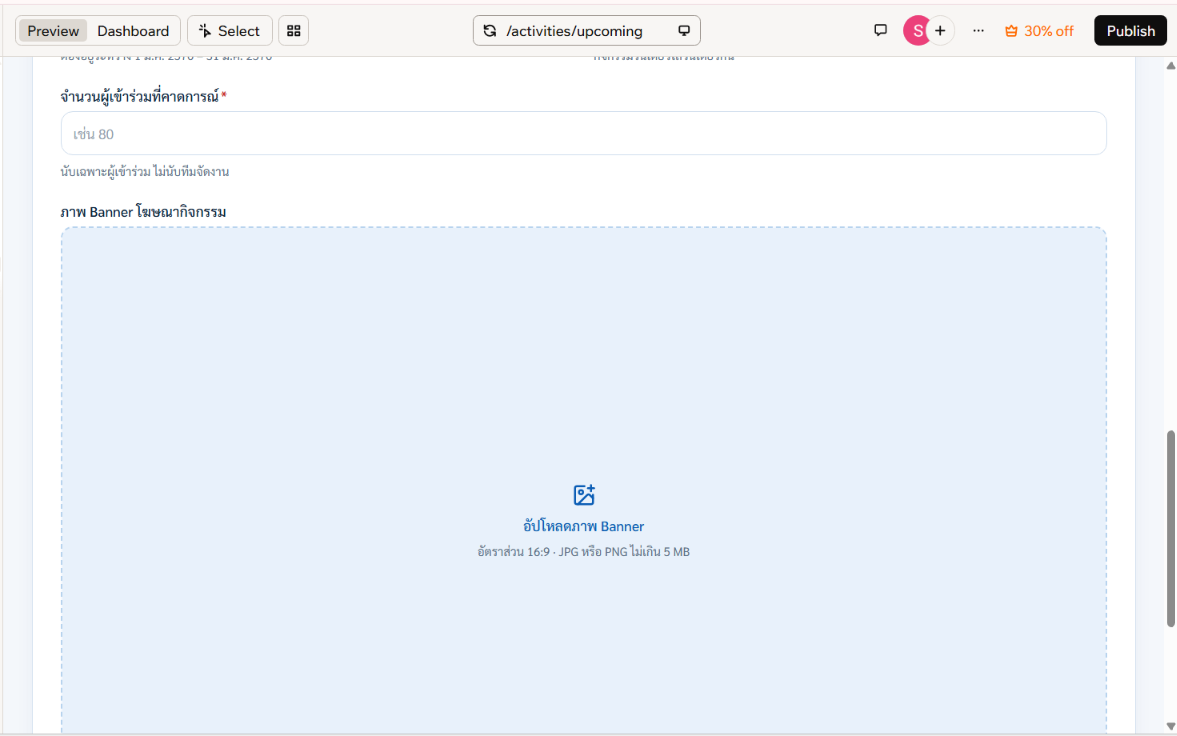 Preview Dashboard Select /activities/upcoming S 30% off Publish
จำนวนผู้เข้าร่วมที่คาดการณ์ *
เช่น 80
นับเฉพาะผู้เข้าร่วม ไม่นับทีมจัดงาน
ภาพ Banner โฆษณากิจกรรม
อัปโหลดภาพ Banner
อัตราส่วน 16:9 · JPG หรือ PNG ไม่เกิน 5 MB